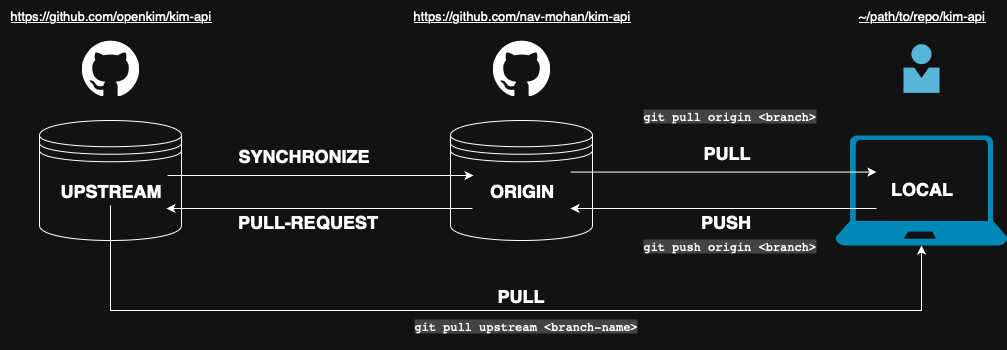 https://github.com/openkim/kim-api
https://github.com/nav-mohan/kim-api
~/path/to/repo/kim-api
git pull origin <branch>
SYNCHRONIZE
PULL
UPSTREAM
ORIGIN
LOCAL
PULL-REQUEST
PUSH
git push origin <branch>
PULL
git pull upstream <branch-name>